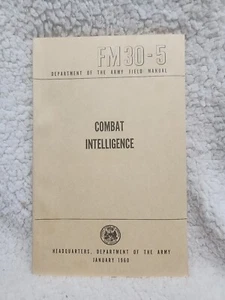 FM 30-5
DEPARTMENT OF THE ARMY FIELD MANUAL
COMBAT
INTELLIGENCE
HEADQUARTERS, DEPARTMENT OF THE ARMY
JANUARY 1960